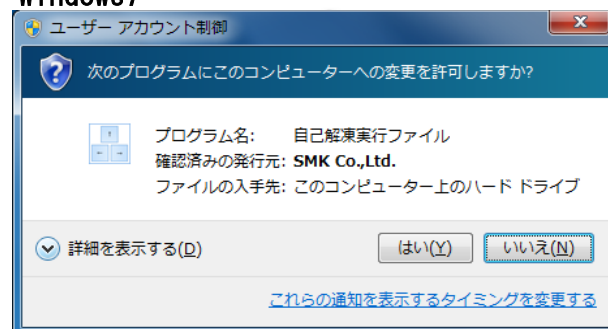 Windows7
ユーザー アカウント制御
次のプログラムにこのコンピューターへの変更を許可しますか?
プログラム名: 自己解凍実行ファイル
確認済みの発行元: SMK Co.,Ltd.
ファイルの入手先: このコンピューター上のハード ドライブ
詳細を表示する(D)
はい(Y)
いいえ(N)
これらの通知を表示するタイミングを変更する